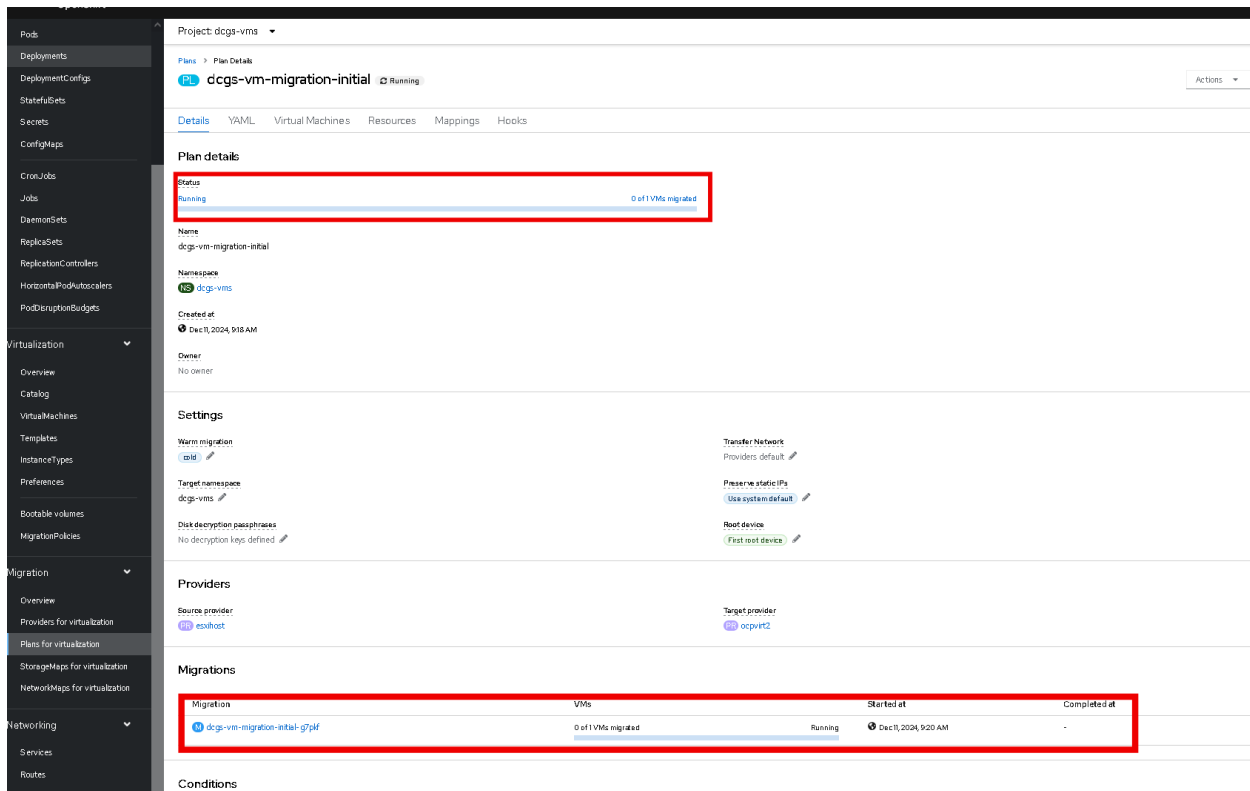 Pods
Deployments
DeploymentConfigs
StatefulSets
Secrets
ConfigMaps
CronJobs
Jobs
DaemonSets
ReplicaSets
ReplicationControllers
HorizontalPodAutoscalers
PodDisruptionBudgets
Virtualization
Overview
Catalog
VirtualMachines
Templates
InstanceTypes
Preferences
Bootable volumes
MigrationPolicies
Migration
Overview
Providers for virtualization
Plans for virtualization
StorageMaps for virtualization
NetworkMaps for virtualization
Networking
Services
Routes
Project: dcgs-vms
Plans > Plan Details
PL dcgs-vm-migration-initial Running
Actions
Details YAML Virtual Machines Resources Mappings Hooks
Plan details
Status
Running 0 of 1 VMs migrated
Name
dcgs-vm-migration-initial
Namespace
NS dcgs-vms
Created at
Dec 11, 2024, 9:18 AM
Owner
No owner
Settings
Warm migration
cold
Target namespace
dcgs-vms
Disk decryption passphrases
No decryption keys defined
Transfer Network
Providers default
Preserve static IPs
Use system default
Root device
First root device
Providers
Source provider
PR esxihost
Target provider
PR ocpvirt2
Migrations
Migration VMs Started at Completed at
M dcgs-vm-migration-initial-g7pkf 0 of 1 VMs migrated Running Dec 11, 2024, 9:20 AM -
Conditions